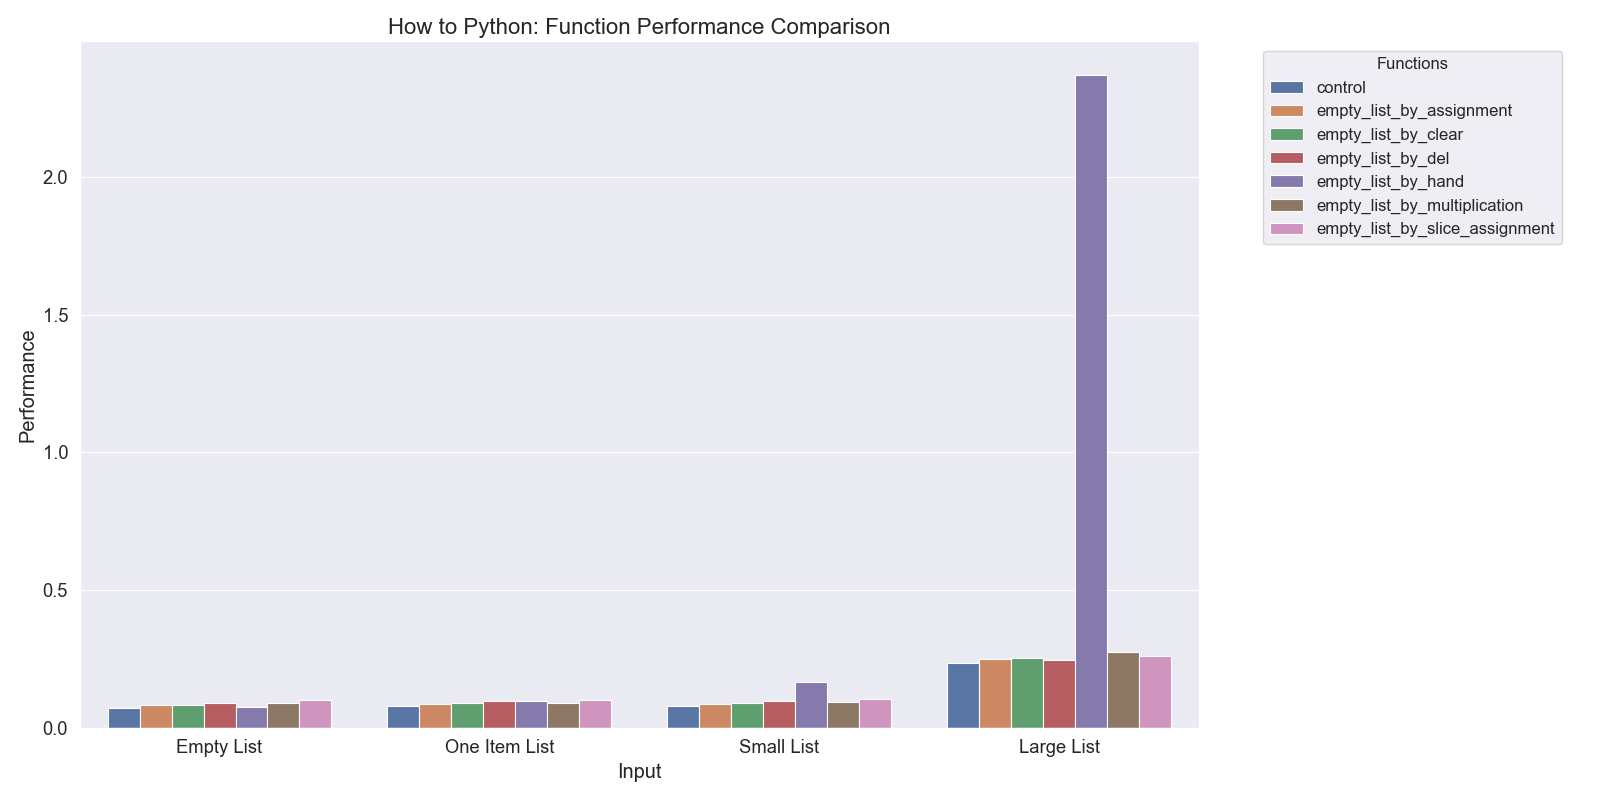 How to Python: Function Performance Comparison
Functions
control
empty_list_by_assignment
empty_list_by_clear
empty_list_by_del
empty_list_by_hand
empty_list_by_multiplication
empty_list_by_slice_assignment
Performance
2.0
1.5
1.0
0.5
0.0
Empty List One Item List Small List Large List
Input